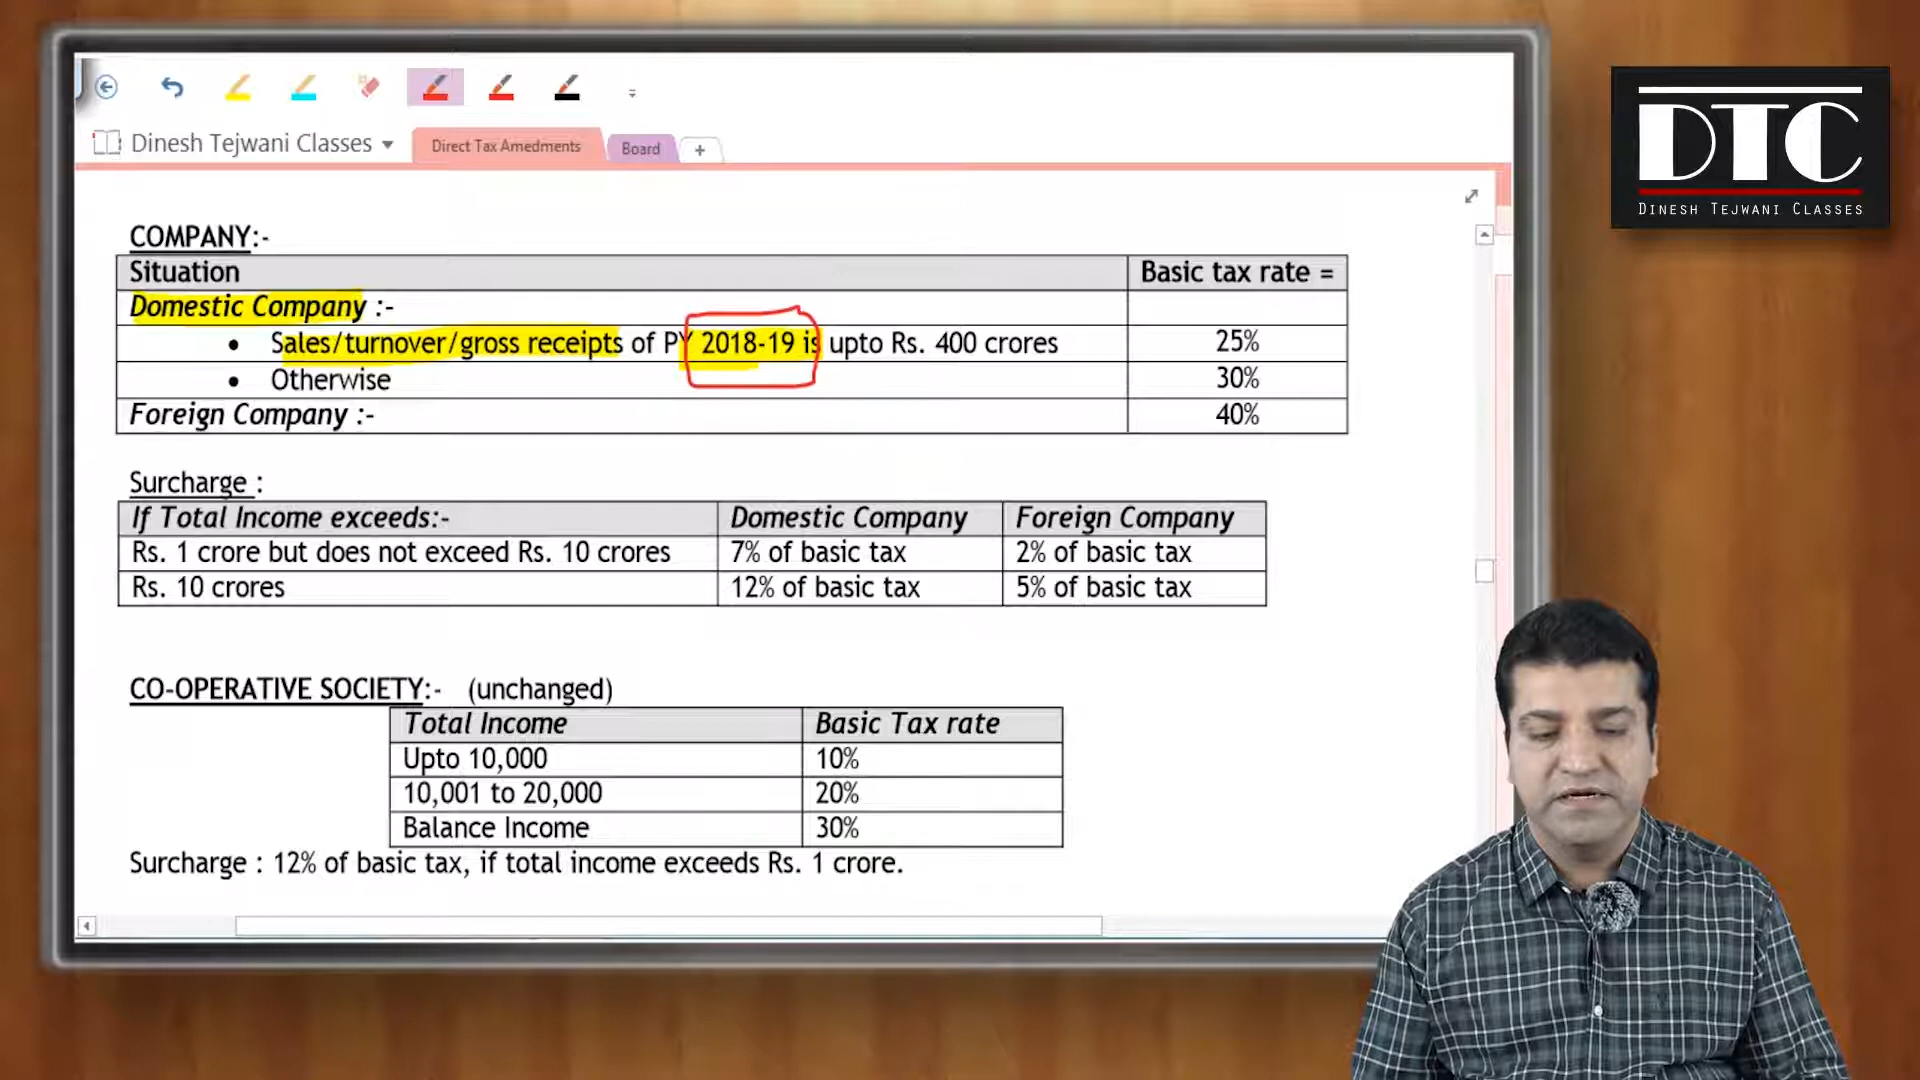 DTC
DINESH TEJWANI CLASSES
Dinesh Tejwani Classes
Direct Tax Amedments
Board
+
COMPANY:-
Situation Basic tax rate =
Domestic Company :-
• Sales/turnover/gross receipts of PY 2018-19 is upto Rs. 400 crores 25%
• Otherwise 30%
Foreign Company :- 40%
Surcharge :
If Total Income exceeds:- Domestic Company Foreign Company
Rs. 1 crore but does not exceed Rs. 10 crores 7% of basic tax 2% of basic tax
Rs. 10 crores 12% of basic tax 5% of basic tax
CO-OPERATIVE SOCIETY:- (unchanged)
Total Income Basic Tax rate
Upto 10,000 10%
10,001 to 20,000 20%
Balance Income 30%
Surcharge : 12% of basic tax, if total income exceeds Rs. 1 crore.